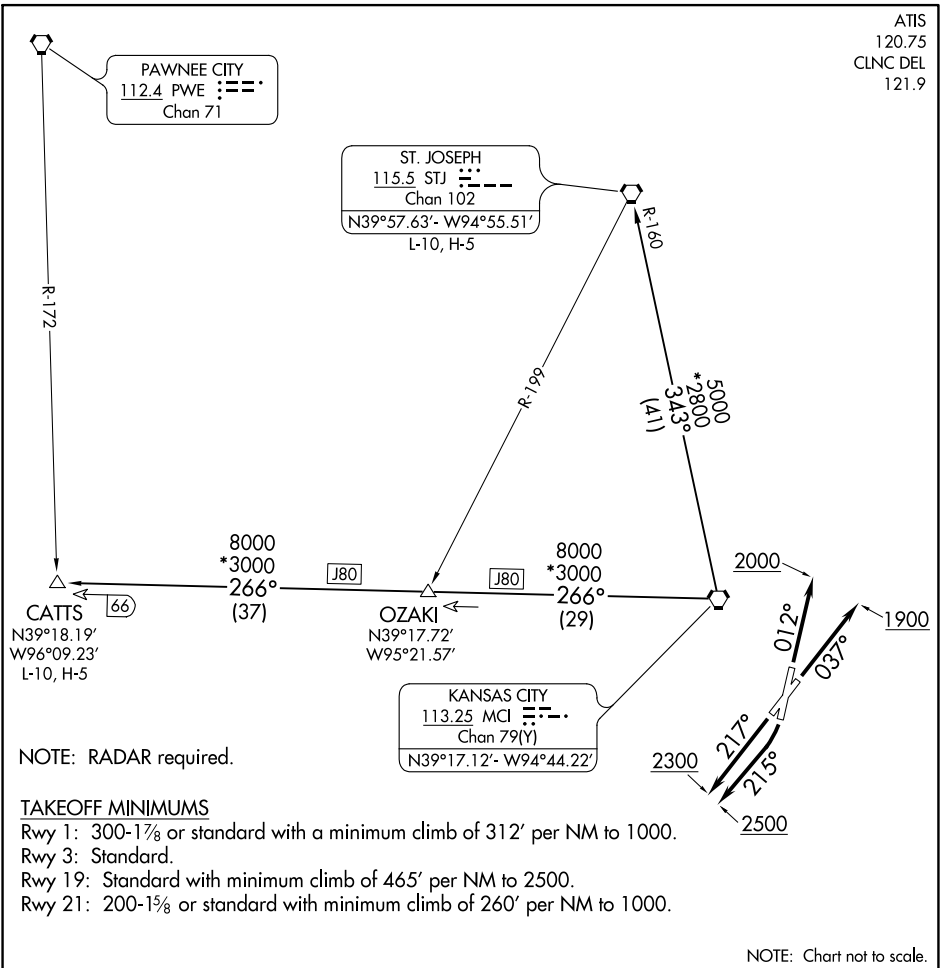 ATIS
120.75
CLNC DEL
121.9
PAWNEE CITY
112.4 PWE
Chan 71
ST. JOSEPH
115.5 STJ
Chan 102
N39°57.63′- W94°55.51′
L-10, H-5
R-160
R-172
R-199
5000
*2800
343°
(41)
8000
*3000
266°
(37)
J80
8000
*3000
266°
(29)
J80
2000
012°
037°
1900
CATTS
N39°18.19′
W96°09.23′
L-10, H-5
66
OZAKI
N39°17.72′
W95°21.57′
KANSAS CITY
113.25 MCI
Chan 79(Y)
N39°17.12′- W94°44.22′
217°
215°
2300
2500
NOTE: RADAR required.
TAKEOFF MINIMUMS
Rwy 1: 300-1⅞ or standard with a minimum climb of 312′ per NM to 1000.
Rwy 3: Standard.
Rwy 19: Standard with minimum climb of 465′ per NM to 2500.
Rwy 21: 200-1⅝ or standard with minimum climb of 260′ per NM to 1000.
NOTE: Chart not to scale.